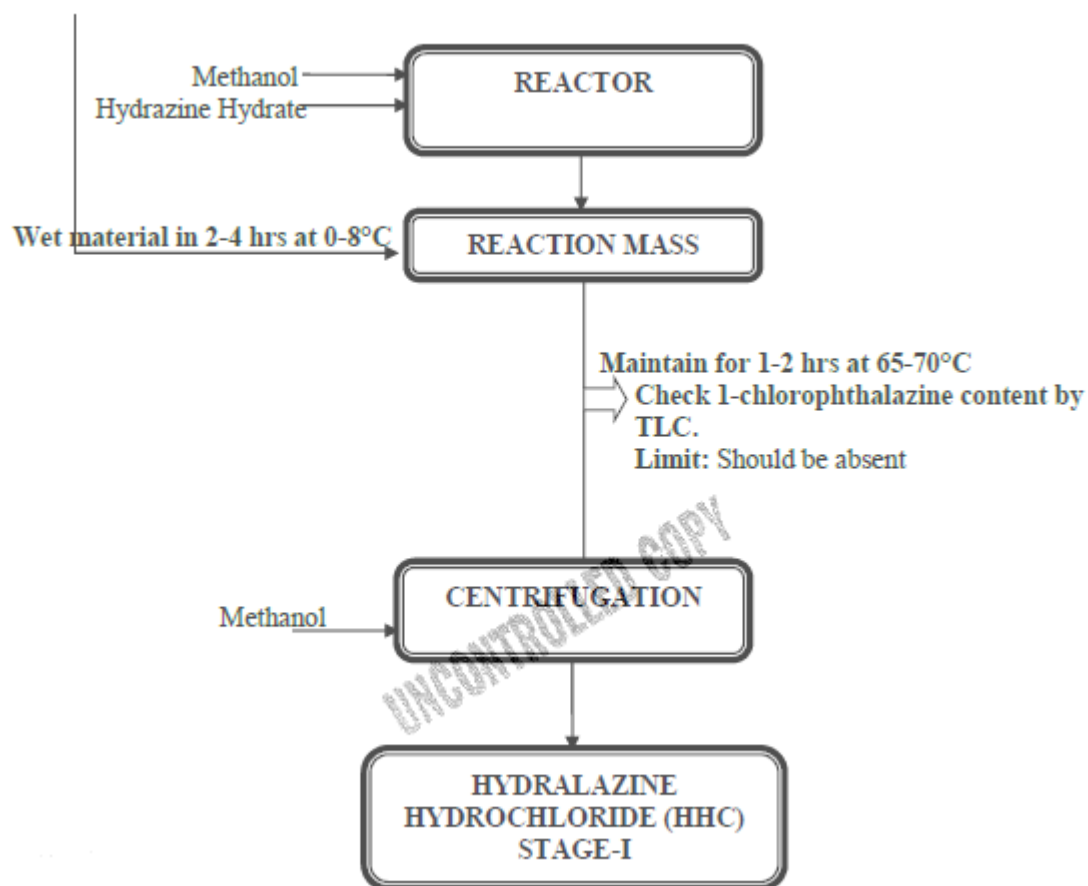 Methanol
Hydrazine Hydrate
REACTOR
Wet material in 2-4 hrs at 0-8°C
REACTION MASS
Maintain for 1-2 hrs at 65-70°C
Check 1-chlorophthalazine content by
TLC.
Limit: Should be absent
Methanol
CENTRIFUGATION
UNCONTROLLED COPY
HYDRALAZINE
HYDROCHLORIDE (HHC)
STAGE-I